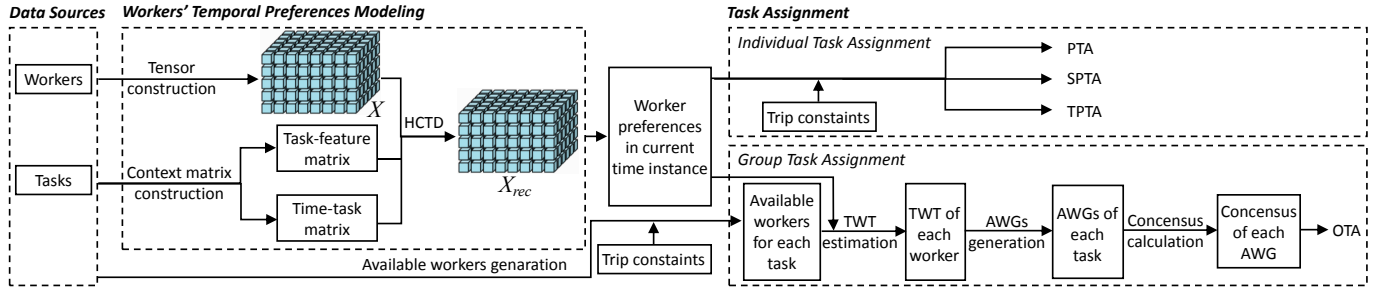 Data Sources
Workers
Tasks
Workers' Temporal Preferences Modeling
Tensor
construction
X
Context matrix
construction
Task-feature
matrix
Time-task
matrix
HCTD
X_rec
Available workers genaration
Trip constaints
Worker
preferences
in current
time instance
Task Assignment
Individual Task Assignment
Trip constaints
PTA
SPTA
TPTA
Group Task Assignment
Available
workers
for each
task
TWT
estimation
TWT of
each
worker
AWGs
generation
AWGs of
each
task
Concensus
calculation
Concensus
of each
AWG
OTA